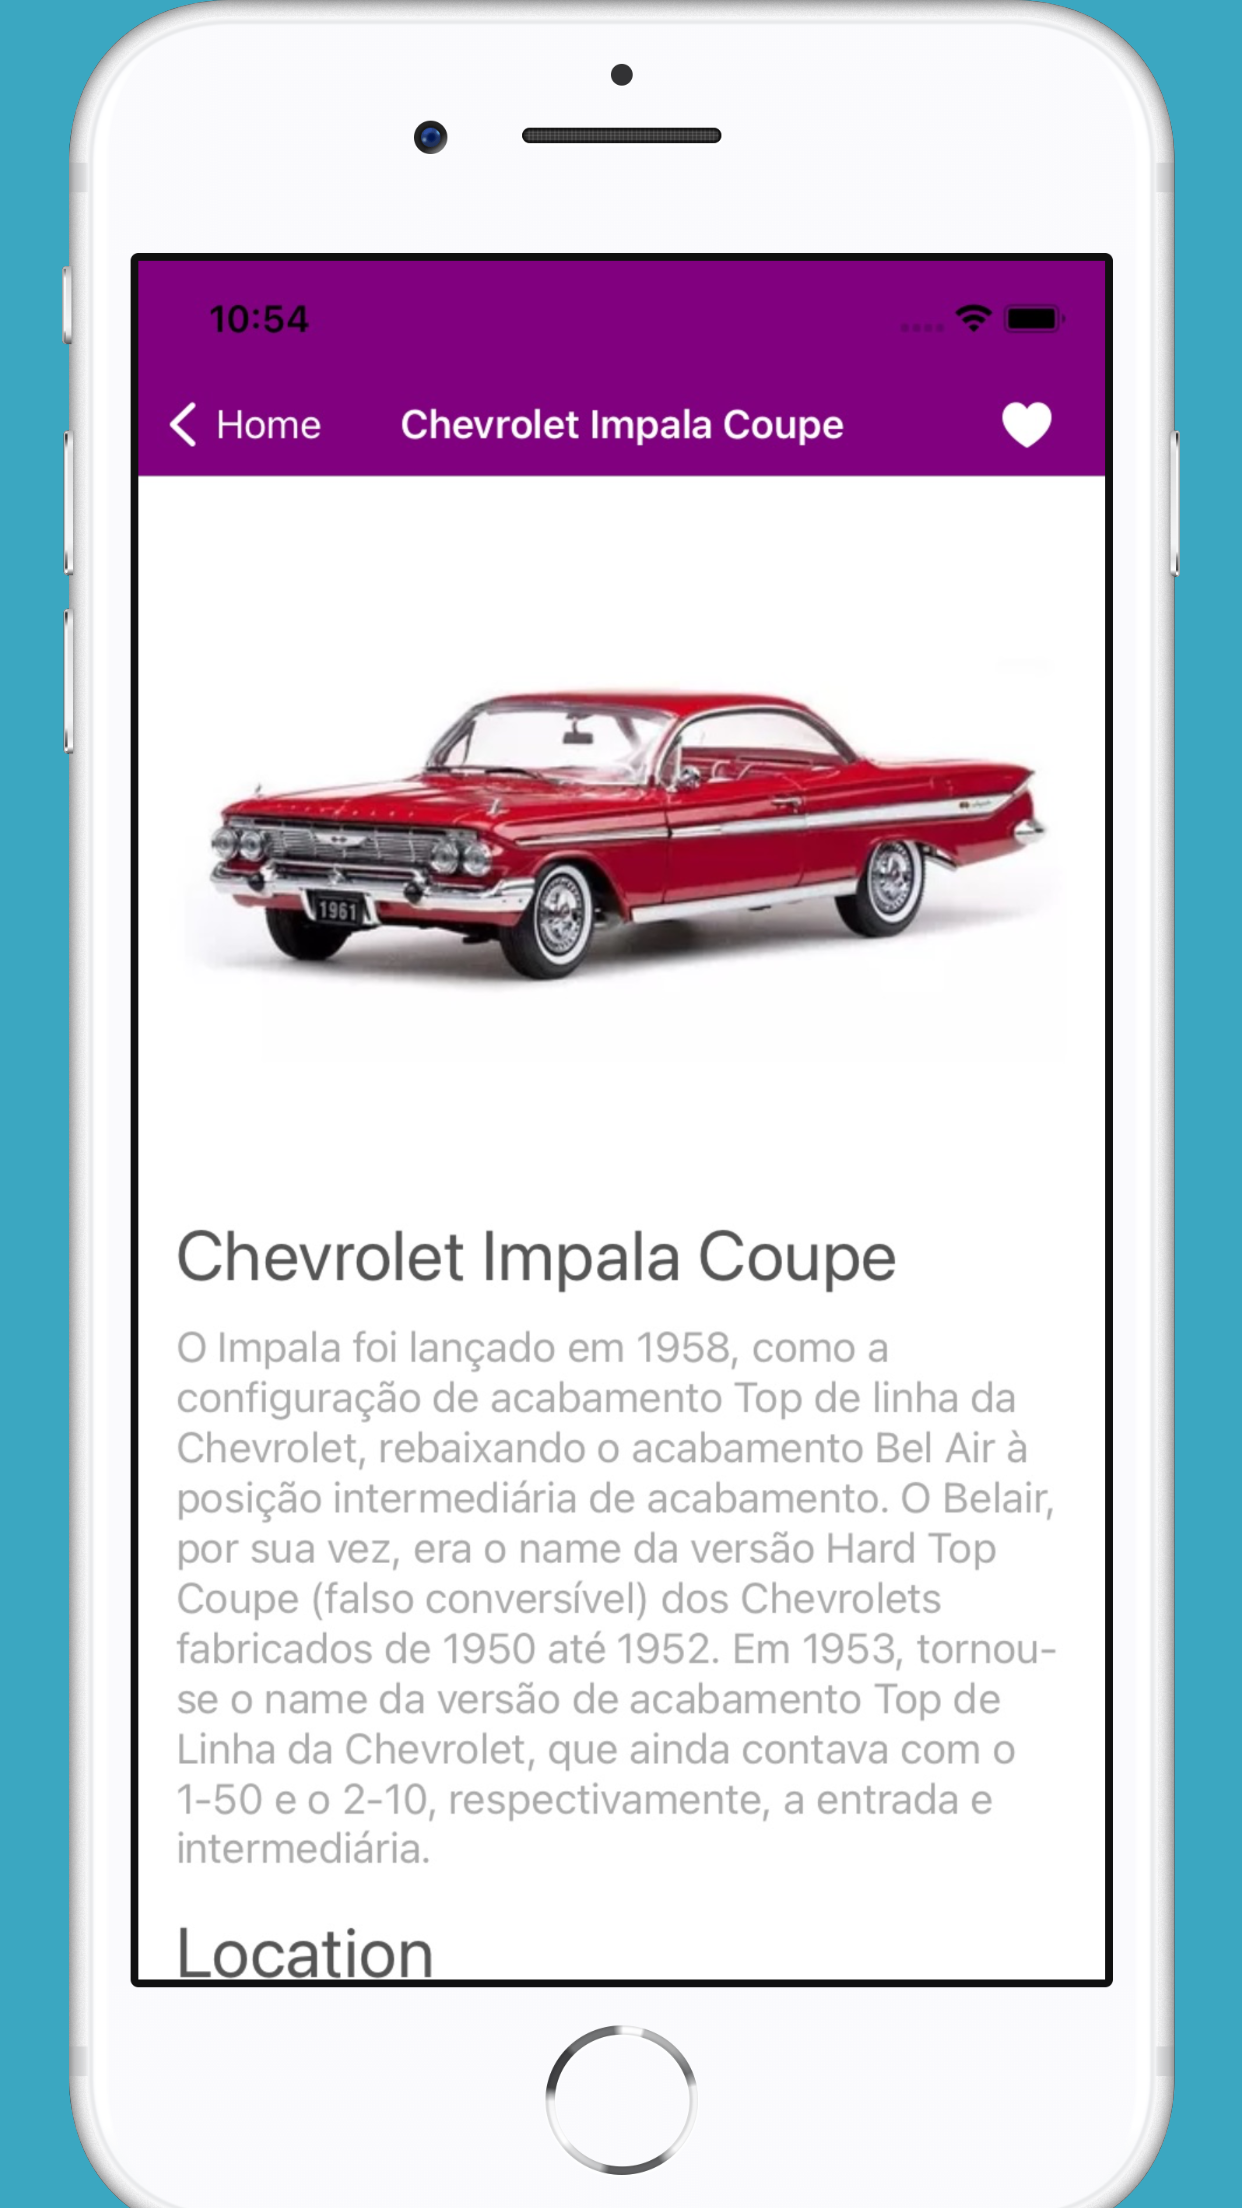 10:54
Home
Chevrolet Impala Coupe
1961
Chevrolet Impala Coupe
O Impala foi lançado em 1958, como a
configuração de acabamento Top de linha da
Chevrolet, rebaixando o acabamento Bel Air à
posição intermediária de acabamento. O Belair,
por sua vez, era o name da versão Hard Top
Coupe (falso conversível) dos Chevrolets
fabricados de 1950 até 1952. Em 1953, tornou-
se o name da versão de acabamento Top de
Linha da Chevrolet, que ainda contava com o
1-50 e o 2-10, respectivamente, a entrada e
intermediária.
Location